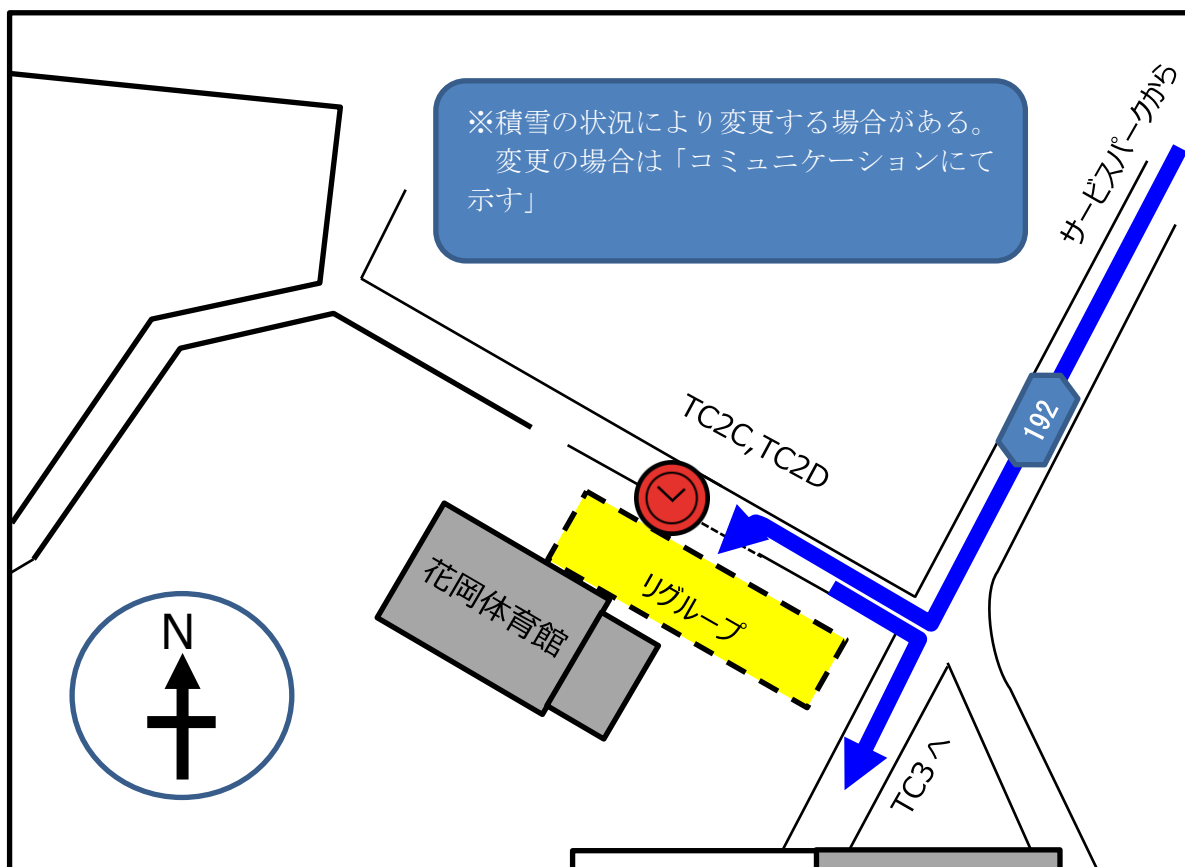 ※積雪の状況により変更する場合がある。
変更の場合は「コミュニケーションにて
示す」
サービスパークから
192
TC2C,TC2D
リグループ
花岡体育館
N
TC3へ